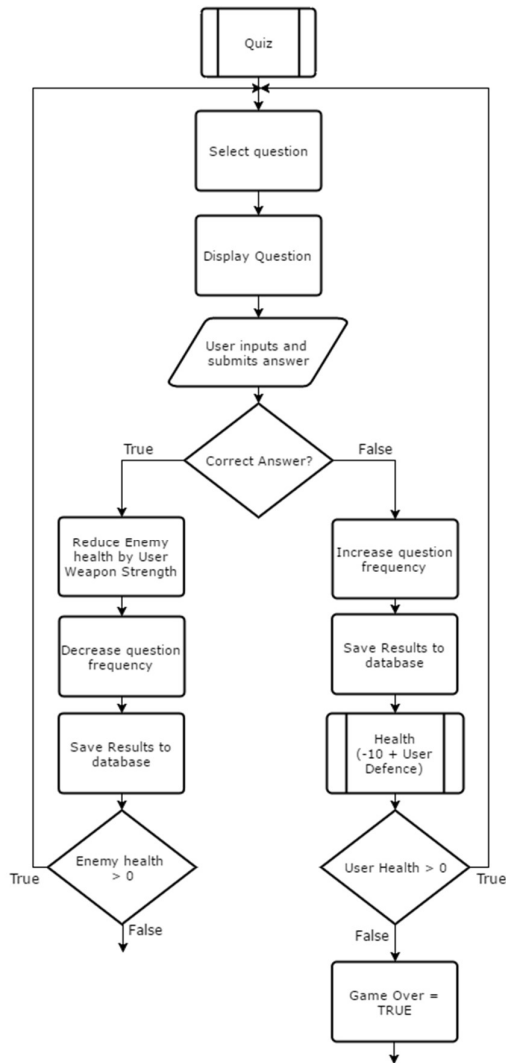 Quiz
Select question
Display Question
User inputs and
submits answer
Correct Answer?
True
False
Reduce Enemy
health by User
Weapon Strength
Decrease question
frequency
Save Results to
database
Enemy health
> 0
True
False
Increase question
frequency
Save Results to
database
Health
(-10 + User
Defence)
User Health > 0
True
False
Game Over =
TRUE